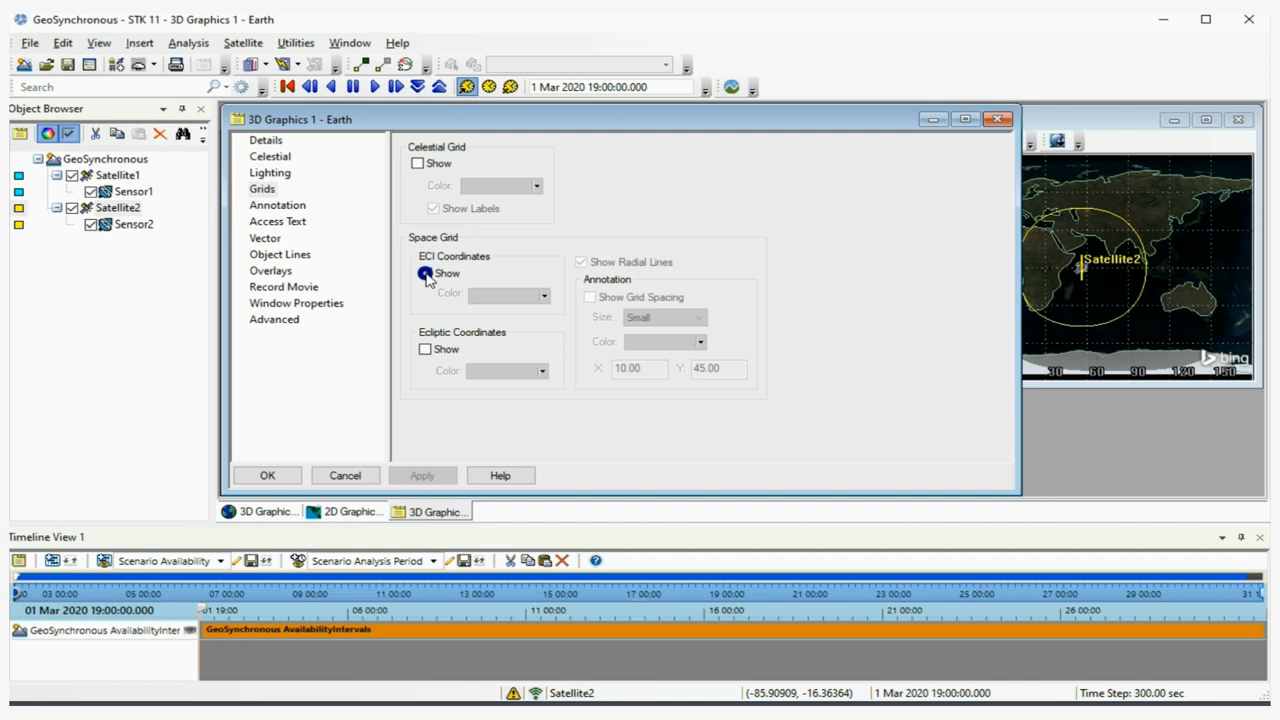 GeoSynchronous - STK 11 - 3D Graphics 1 - Earth
File Edit View Insert Analysis Satellite Utilities Window Help
Search
1 Mar 2020 19:00:00.000
Object Browser
GeoSynchronous
Satellite1
Sensor1
Satellite2
Sensor2
3D Graphics 1 - Earth
Details
Celestial
Lighting
Grids
Annotation
Access Text
Vector
Object Lines
Overlays
Record Movie
Window Properties
Advanced
Celestial Grid
Show
Color:
Show Labels
Space Grid
ECI Coordinates
Show
Color:
Ecliptic Coordinates
Show
Color:
Show Radial Lines
Annotation
Show Grid Spacing
Size: Small
Color:
X: 10.00 Y: 45.00
OK Cancel Apply Help
Satellite2
bing
30 60 90 120 150
3D Graphic... 2D Graphic... 3D Graphic...
Timeline View 1
Scenario Availability Scenario Analysis Period
03 00:00 05 00:00 07 00:00 09 00:00 11 00:00 13 00:00 15 00:00 17 00:00 19 00:00 21 00:00 23 00:00 25 00:00 27 00:00 29 00:00
01 Mar 2020 19:00:00.000 01 19:00 06 00:00 11 00:00 16 00:00 21 00:00 26 00:00
GeoSynchronous AvailabilityInter GeoSynchronous AvailabilityIntervals
Satellite2 (-85.90909, -16.36364) 1 Mar 2020 19:00:00.000 Time Step: 300.00 sec